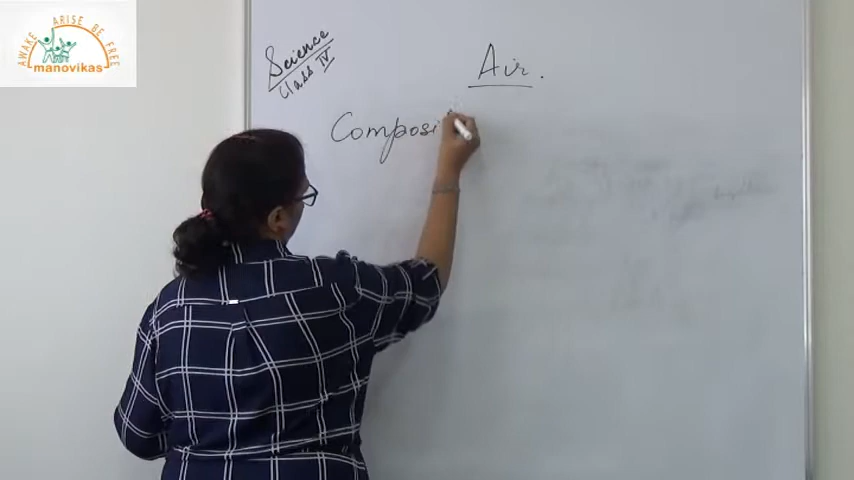 AWAKE ARISE BE FREE
manovikas
Science
Class IV
Air.
Composi